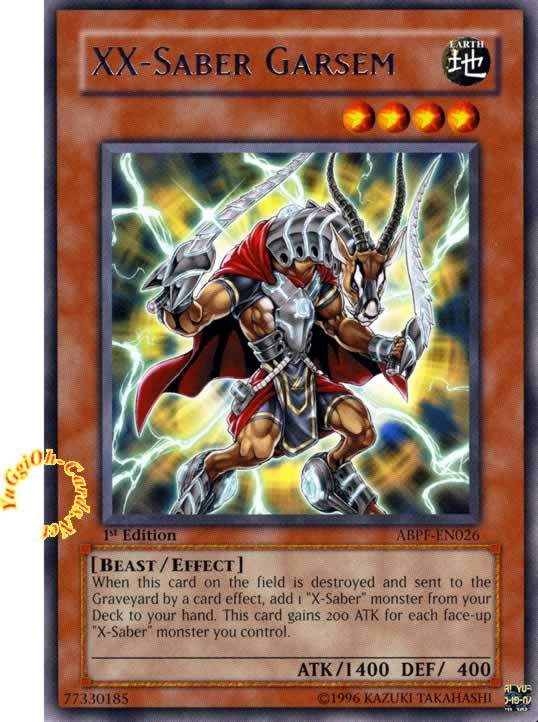 XX-Saber Garsem
EARTH
地
YuGgiOh-Cards.Net
1st Edition
ABPF-EN026
[Beast/Effect]
When this card on the field is destroyed and sent to the
Graveyard by a card effect, add 1 "X-Saber" monster from your
Deck to your hand. This card gains 200 ATK for each face-up
"X-Saber" monster you control.
ATK/1400 DEF/ 400
77330185
©1996 KAZUKI TAKAHASHI